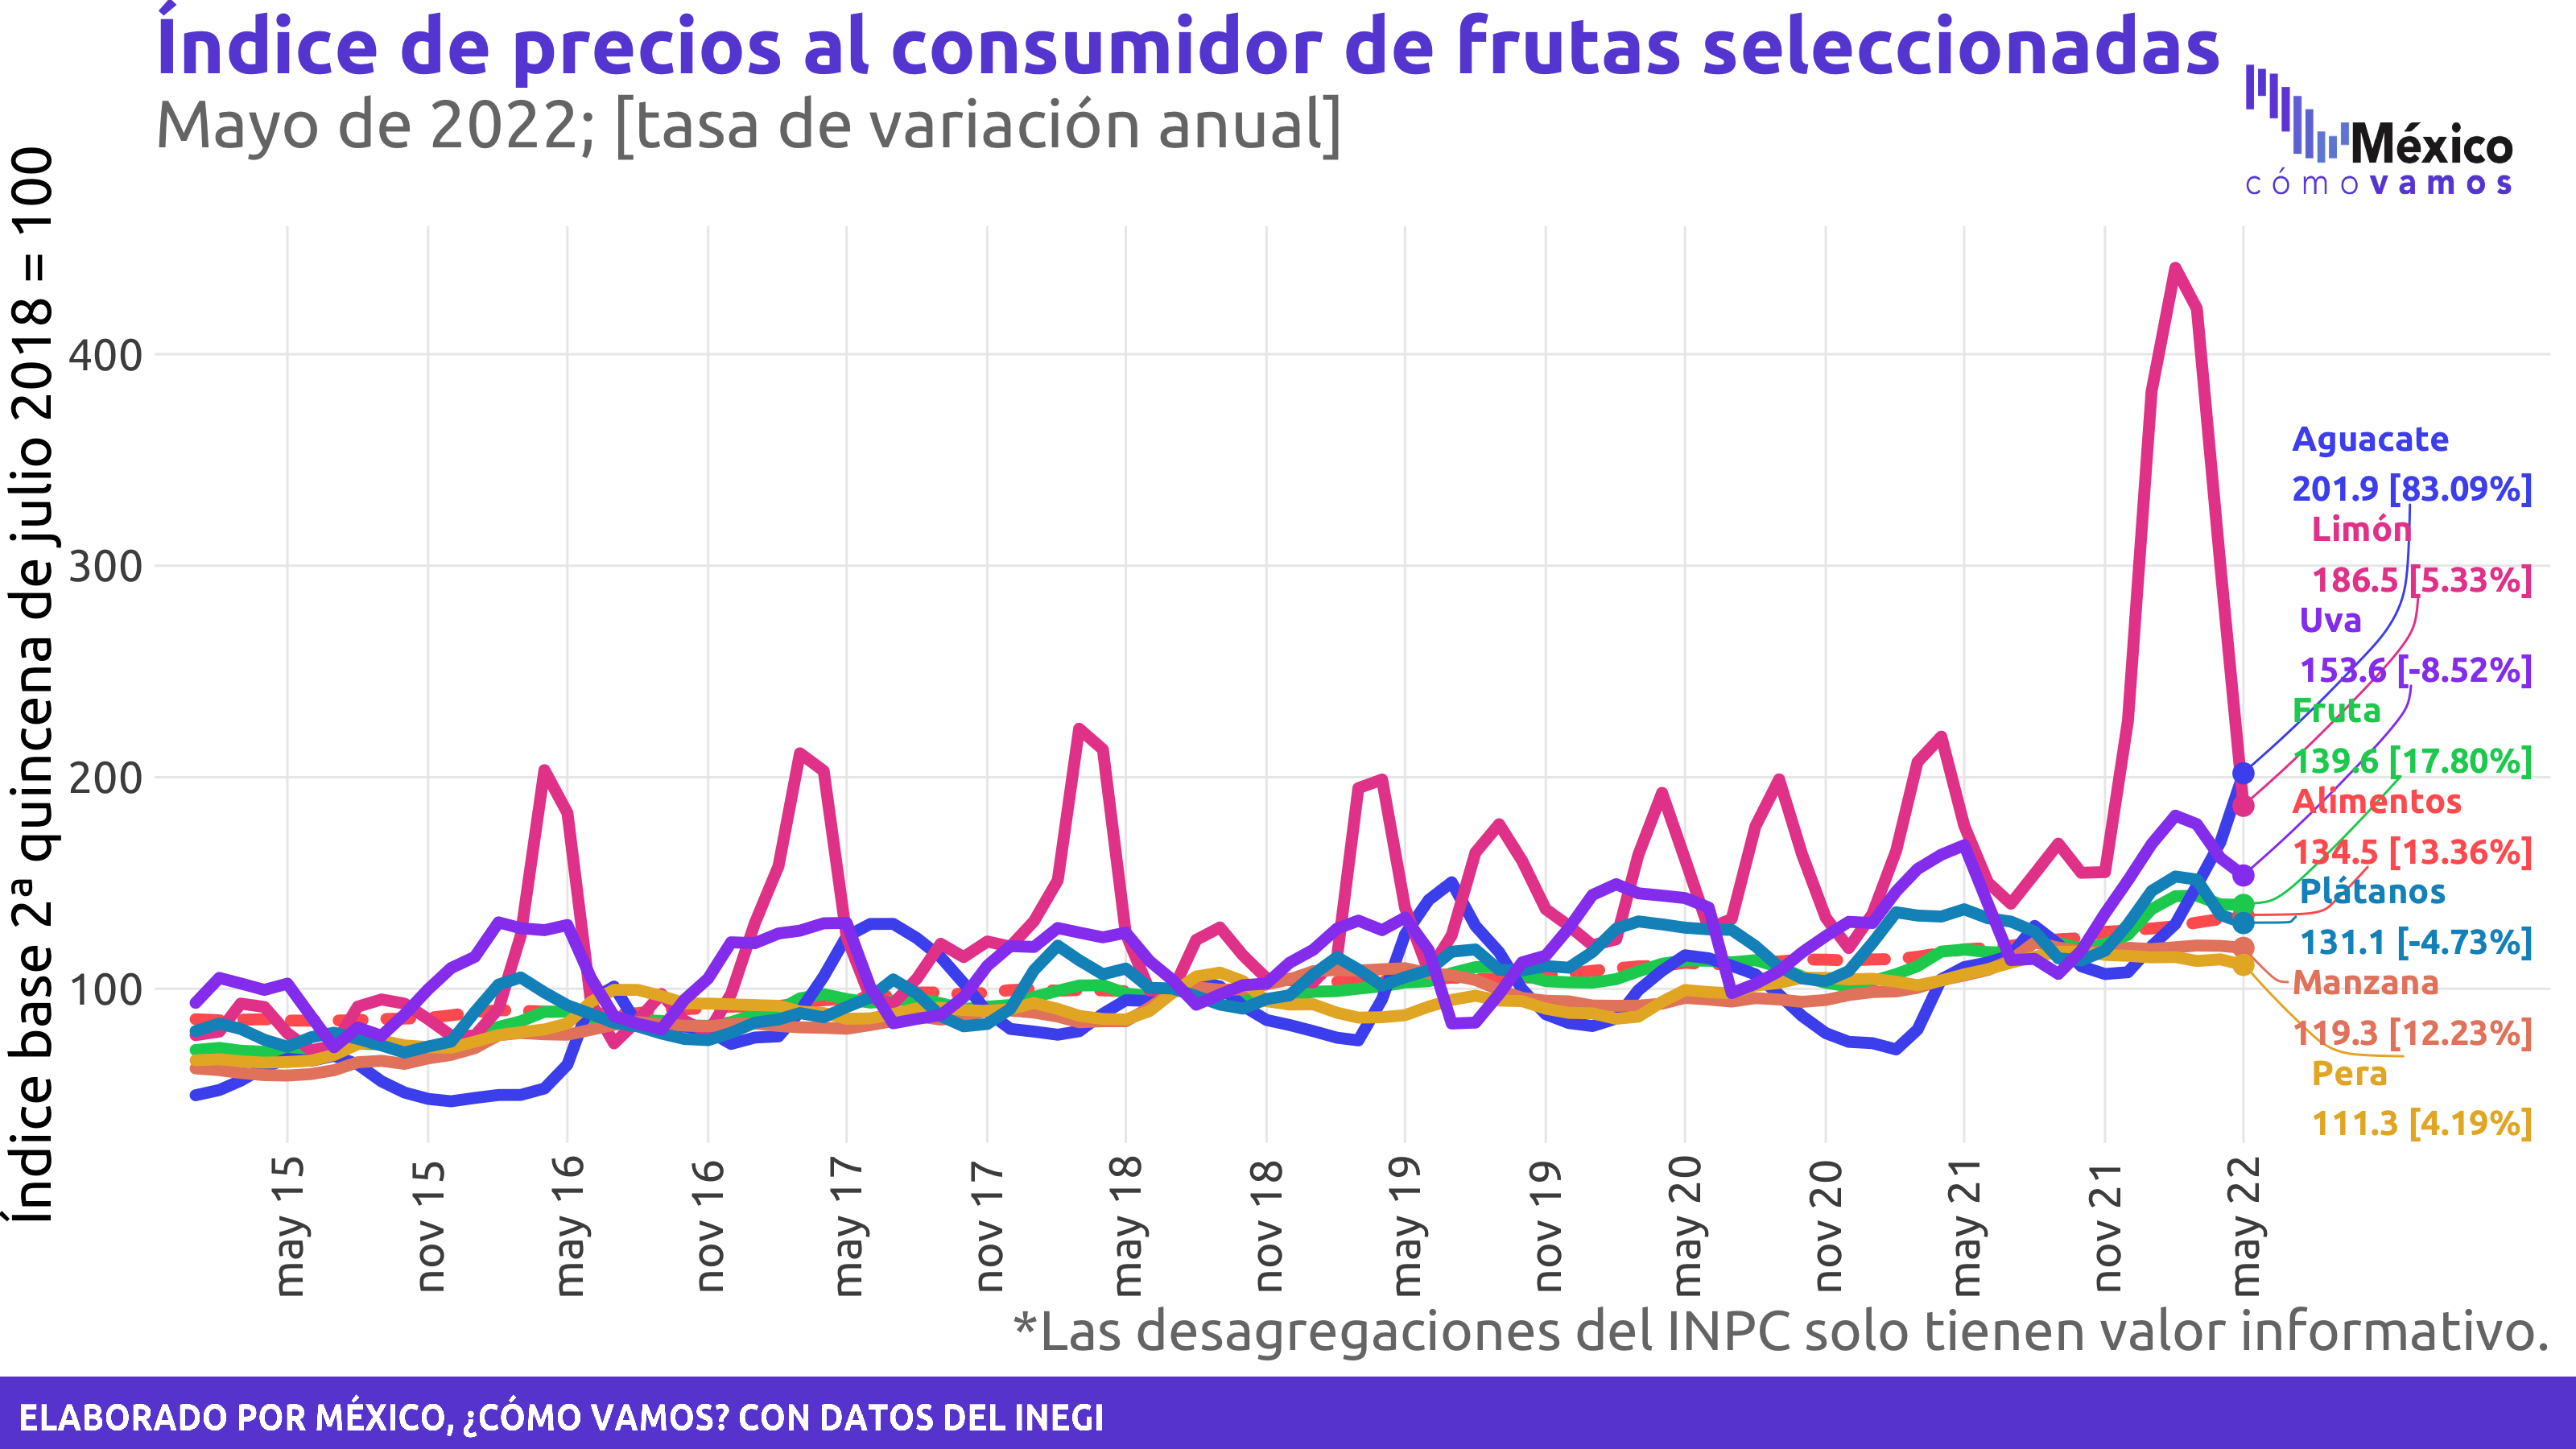 Índice de precios al consumidor de frutas seleccionadas
Mayo de 2022; [tasa de variación anual]
México
cómo vamos
Índice base 2ª quincena de julio 2018 = 100
400
300
200
100
Aguacate
201.9 [83.09%]
Limón
186.5 [5.33%]
Uva
153.6 [-8.52%]
Fruta
139.6 [17.80%]
Alimentos
134.5 [13.36%]
Plátanos
131.1 [-4.73%]
Manzana
119.3 [12.23%]
Pera
111.3 [4.19%]
may 15
nov 15
may 16
nov 16
may 17
nov 17
may 18
nov 18
may 19
nov 19
may 20
nov 20
may 21
nov 21
may 22
*Las desagregaciones del INPC solo tienen valor informativo.
ELABORADO POR MÉXICO, ¿CÓMO VAMOS? CON DATOS DEL INEGI